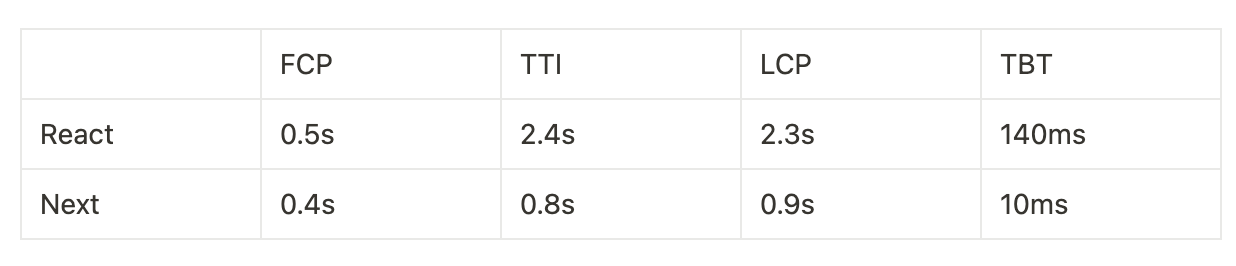 FCP TTI LCP TBT
React 0.5s 2.4s 2.3s 140ms
Next 0.4s 0.8s 0.9s 10ms